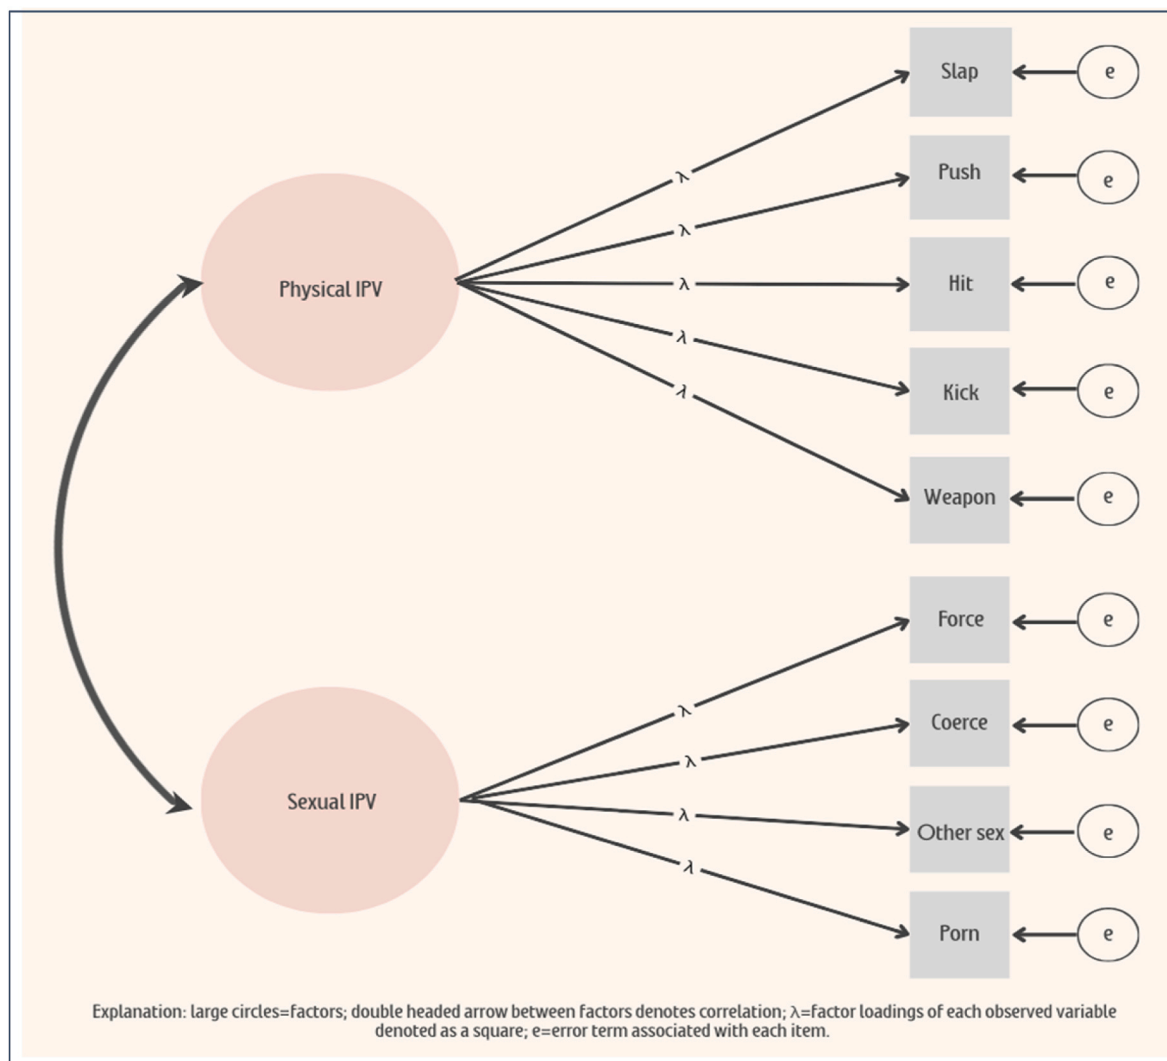 Slap
e
λ
Push
e
λ
Hit
e
λ
Physical IPV
λ
Kick
e
λ
Weapon
e
Force
e
λ
Coerce
e
λ
Sexual IPV
λ
Other sex
e
λ
Porn
e
Explanation: large circles=factors; double headed arrow between factors denotes correlation; λ=factor loadings of each observed variable
denoted as a square; e=error term associated with each item.